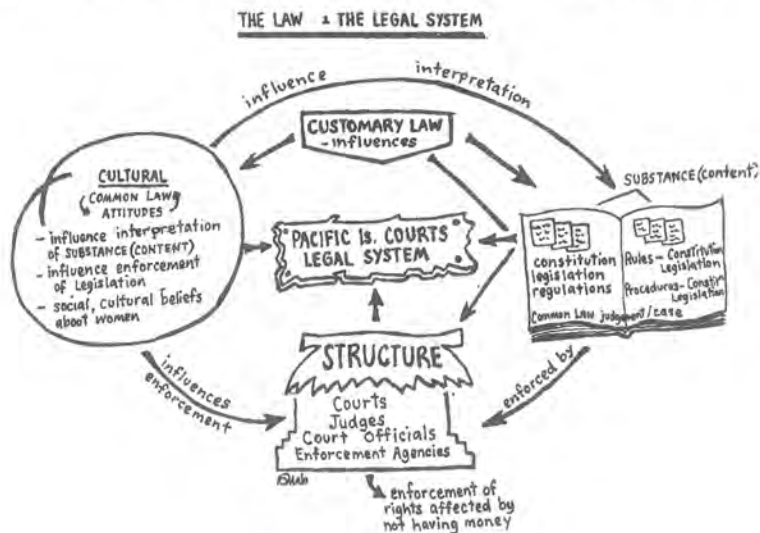 THE LAW & THE LEGAL SYSTEM
influence
interpretation
CUSTOMARY LAW
-influences
CULTURAL
(COMMON LAW)
ATTITUDES
- influence interpretation
of SUBSTANCE (CONTENT)
- influence enforcement
of Legislation
- social, cultural beliefs
about women
PACIFIC Is. COURTS
LEGAL SYSTEM
SUBSTANCE (content)
constitution
legislation
regulations
Rules - Constitution
Legislation
Procedures - Constitn
Legislation
Common Law judgement / case
influences
enforcement
enforced by
STRUCTURE
Courts
Judges
Court Officials
Enforcement Agencies
enforcement of
rights affected by
not having money